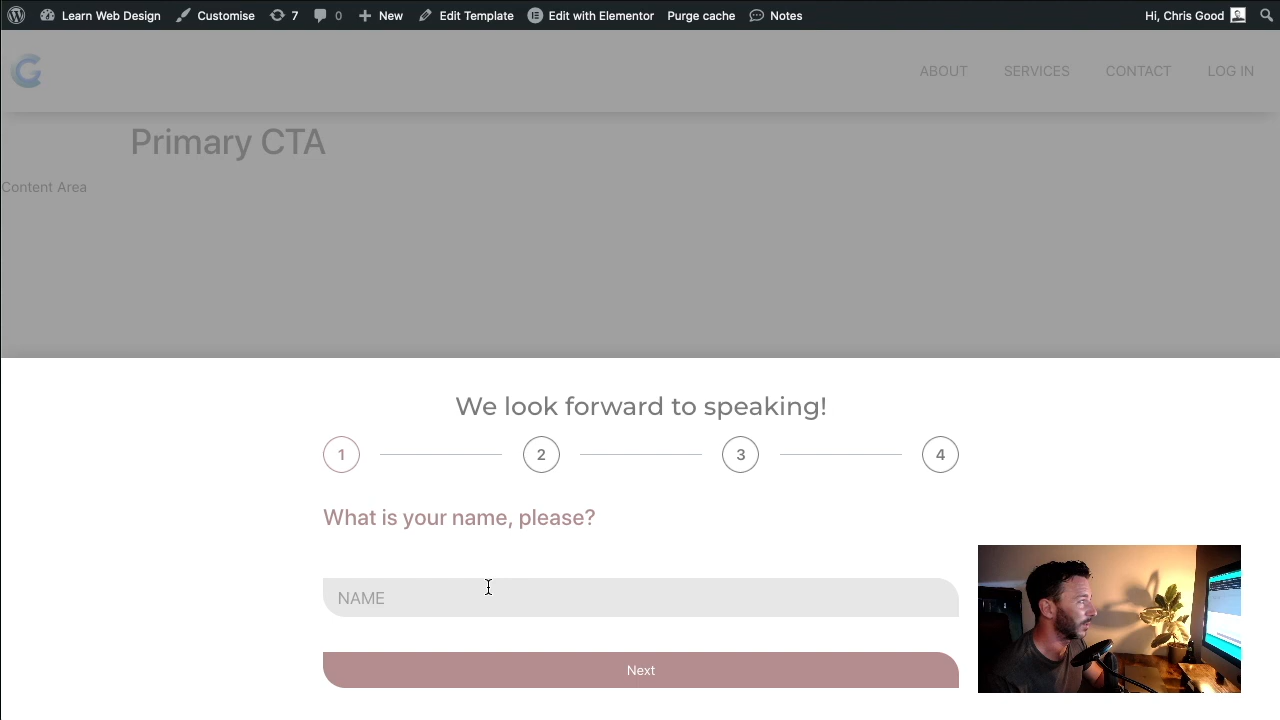 Learn Web Design Customise 7 0 New Edit Template Edit with Elementor Purge cache Notes Hi, Chris Good
G ABOUT SERVICES CONTACT LOG IN
Primary CTA
Content Area
We look forward to speaking!
1 2 3 4
What is your name, please?
NAME
Next